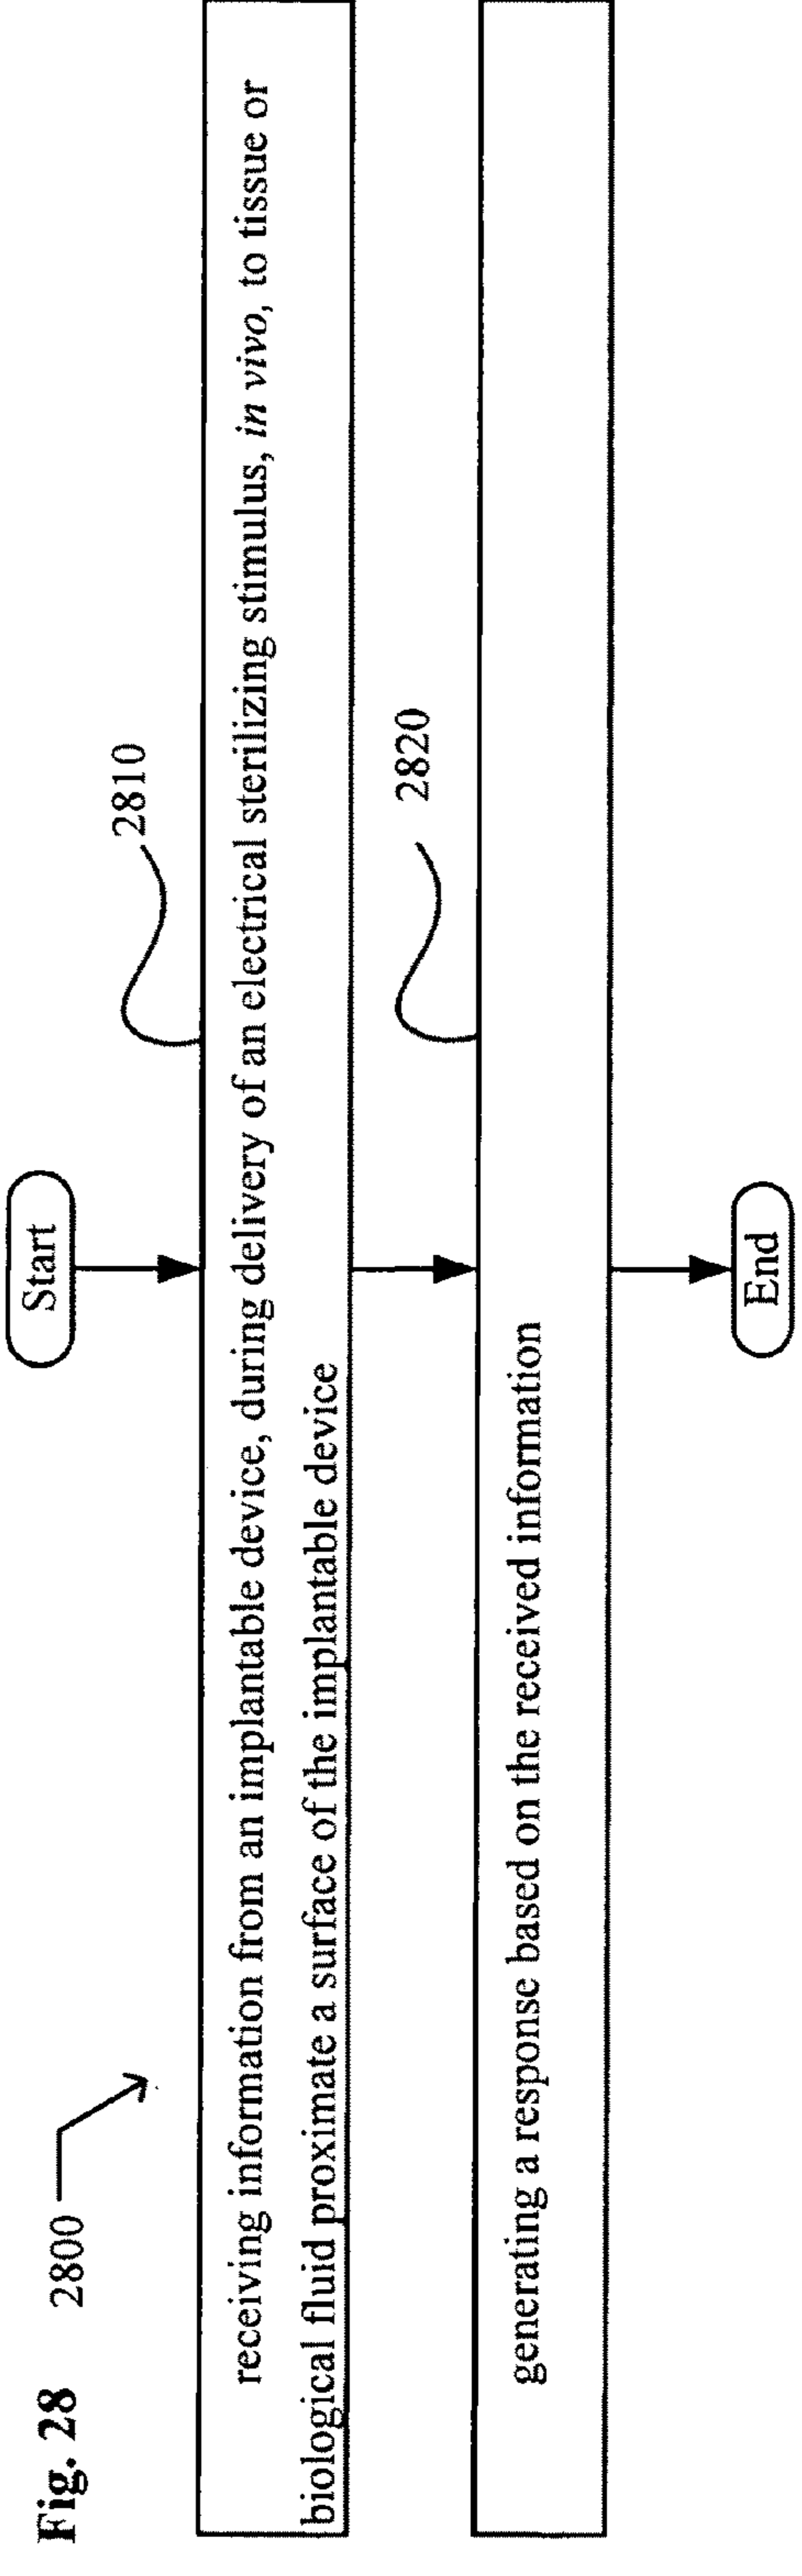 Fig. 28
2800
Start
2810
receiving information from an implantable device, during delivery of an electrical sterilizing stimulus, in vivo, to tissue or
biological fluid proximate a surface of the implantable device
2820
generating a response based on the received information
End